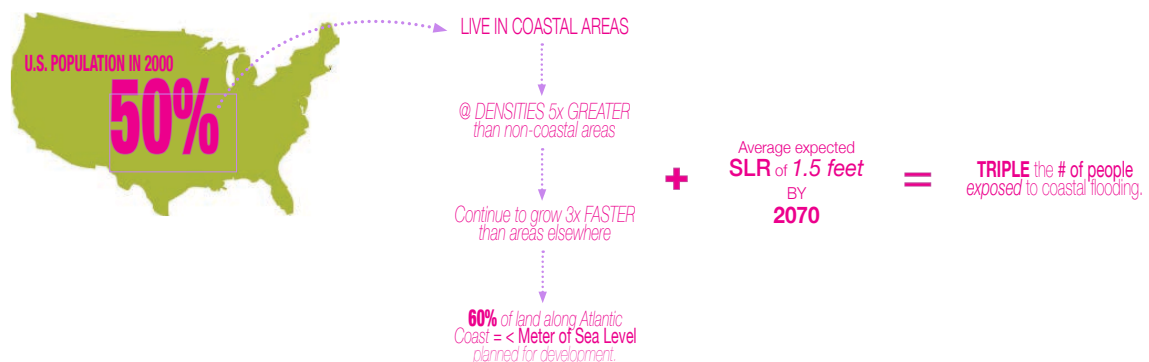 U.S. POPULATION IN 2000
50%
LIVE IN COASTAL AREAS
@ DENSITIES 5x GREATER
than non-coastal areas
Continue to grow 3x FASTER
than areas elsewhere
60% of land along Atlantic
Coast = < Meter of Sea Level
planned for development.
+
Average expected
SLR of 1.5 feet
BY
2070
=
TRIPLE the # of people
exposed to coastal flooding.